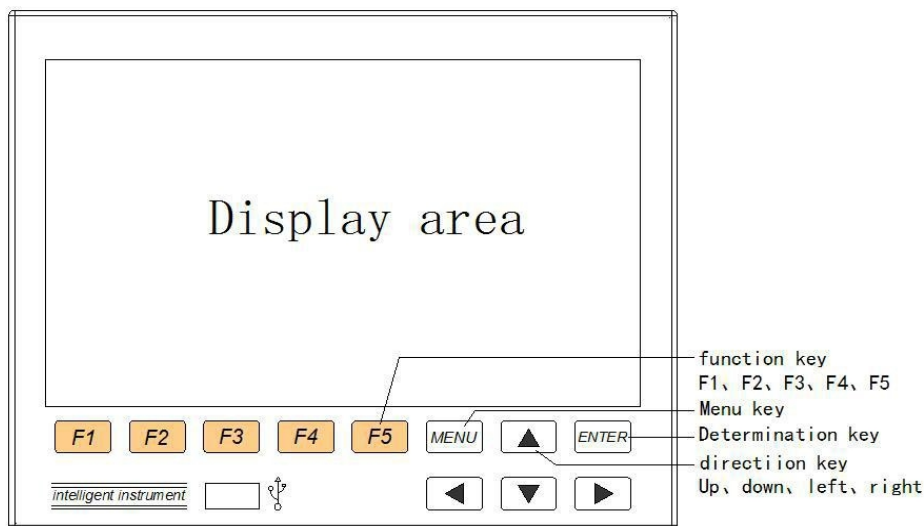 Display area
function key
F1、F2、F3、F4、F5
F1 F2 F3 F4 F5 MENU ENTER
Menu key
Determination key
directiion key
Up、down、left、right
intelligent instrument